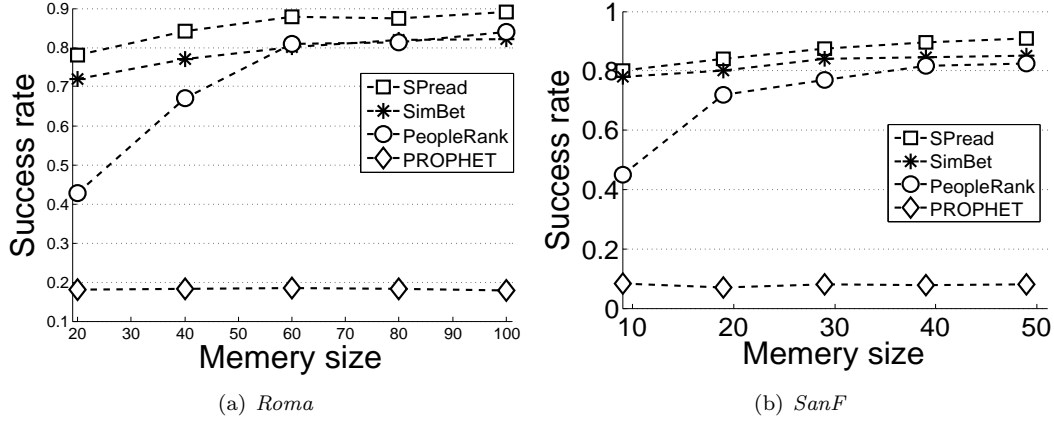 0.9
0.8
0.7
0.6
0.5
0.4
0.3
0.2
0.1
Success rate
SPread
SimBet
PeopleRank
PROPHET
20 30 40 50 60 70 80 90 100
Memery size
(a) Roma
1
0.8
0.6
0.4
0.2
0
Success rate
SPread
SimBet
PeopleRank
PROPHET
10 20 30 40 50
Memery size
(b) SanF